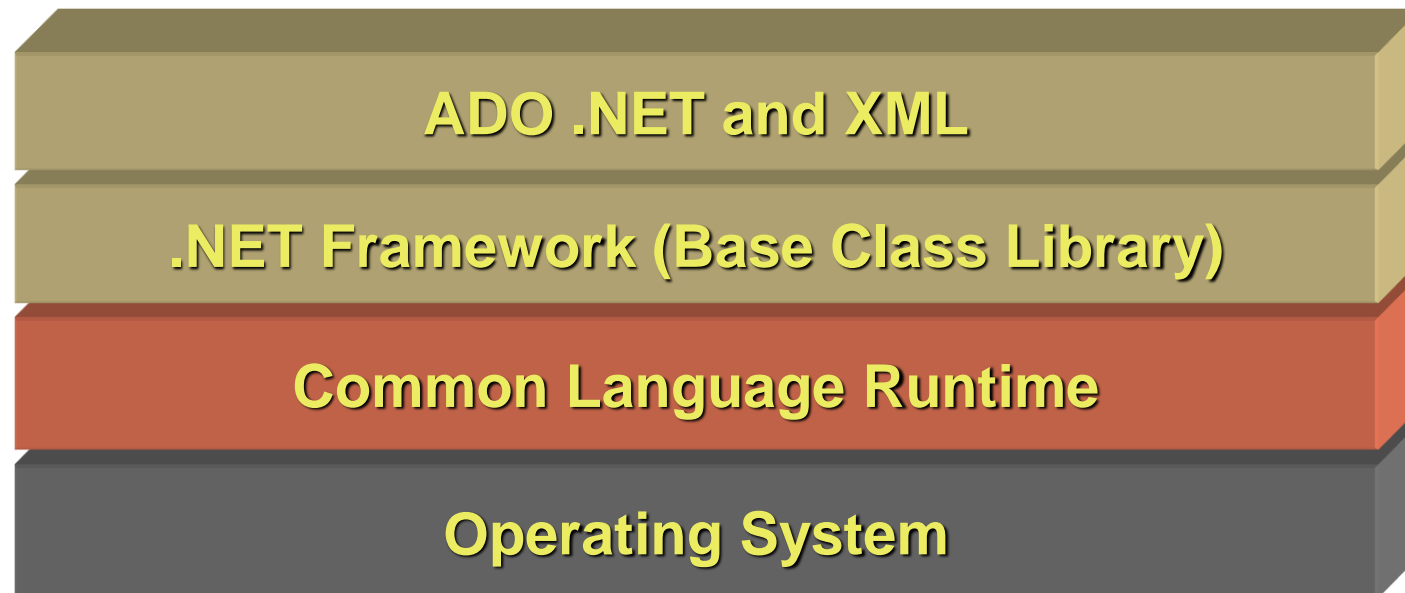 ADO .NET and XML
.NET Framework (Base Class Library)
Common Language Runtime
Operating System